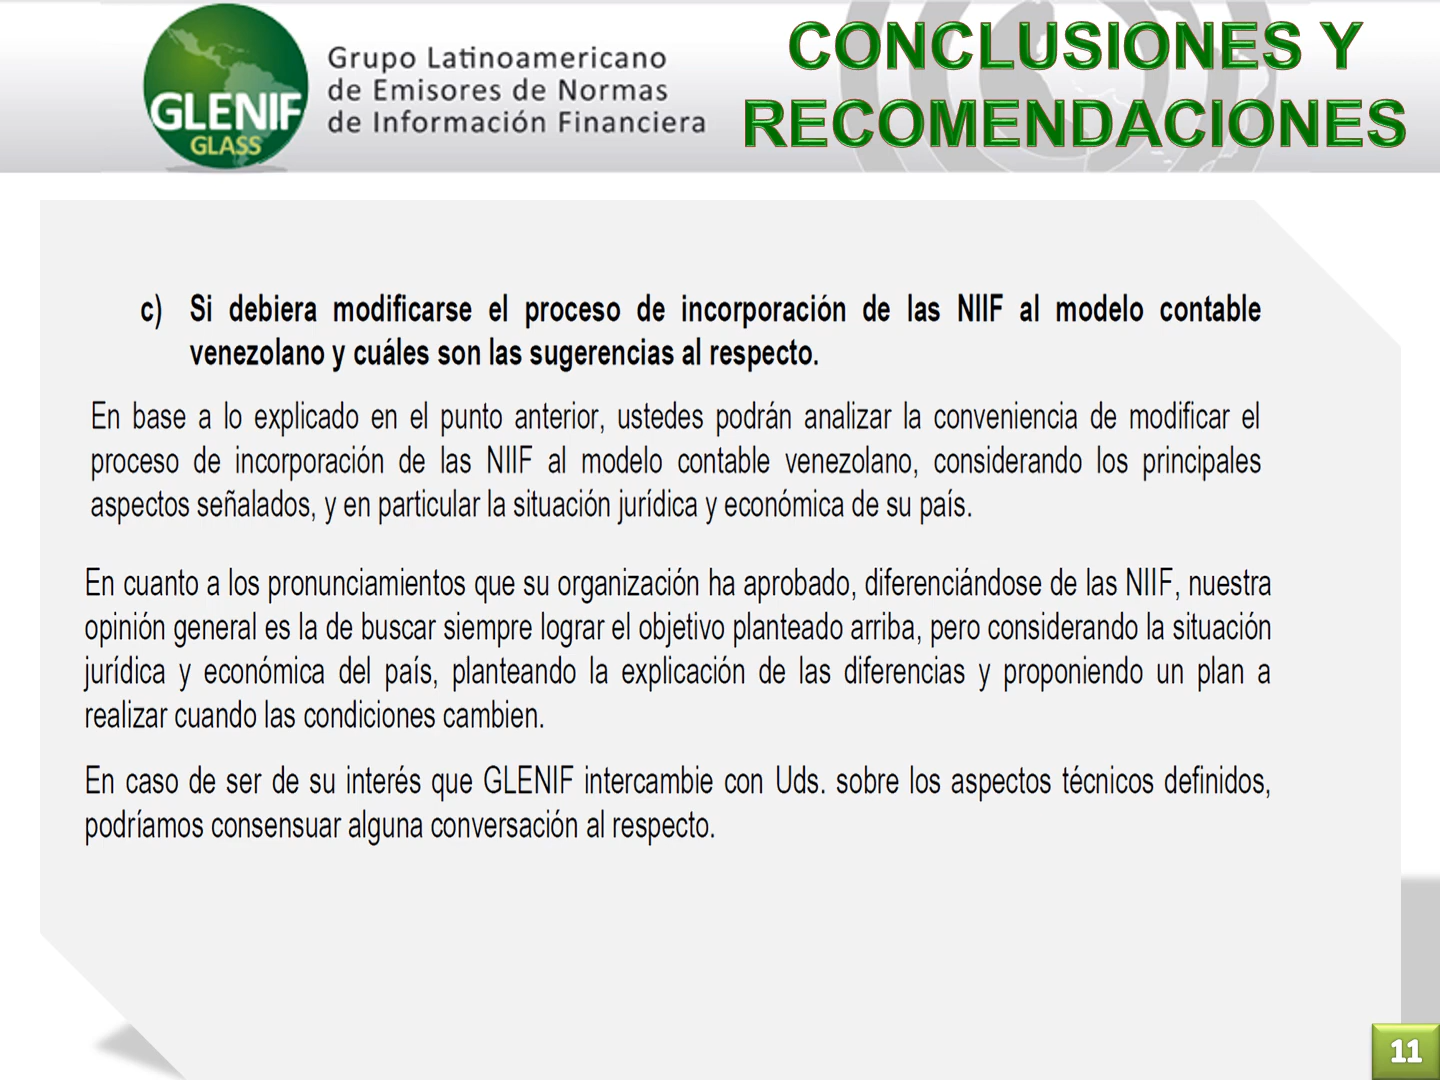 GLENIF
GLASS
Grupo Latinoamericano
de Emisores de Normas
de Información Financiera
CONCLUSIONES Y
RECOMENDACIONES
c) Si debiera modificarse el proceso de incorporación de las NIIF al modelo contable
venezolano y cuáles son las sugerencias al respecto.
En base a lo explicado en el punto anterior, ustedes podrán analizar la conveniencia de modificar el
proceso de incorporación de las NIIF al modelo contable venezolano, considerando los principales
aspectos señalados, y en particular la situación jurídica y económica de su país.
En cuanto a los pronunciamientos que su organización ha aprobado, diferenciándose de las NIIF, nuestra
opinión general es la de buscar siempre lograr el objetivo planteado arriba, pero considerando la situación
jurídica y económica del país, planteando la explicación de las diferencias y proponiendo un plan a
realizar cuando las condiciones cambien.
En caso de ser de su interés que GLENIF intercambie con Uds. sobre los aspectos técnicos definidos,
podríamos consensuar alguna conversación al respecto.
11